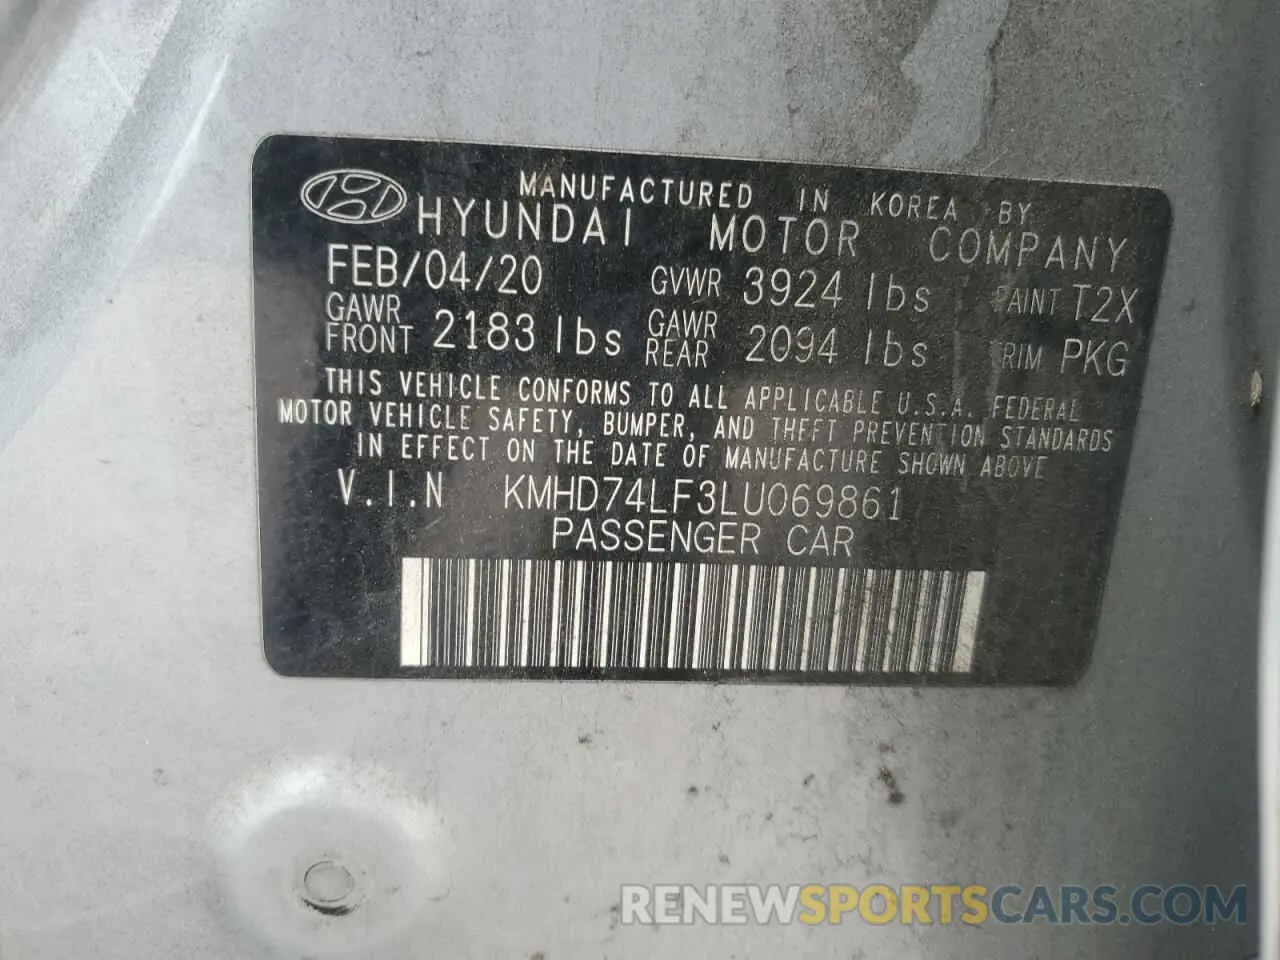 MANUFACTURED IN KOREA BY
HYUNDAI MOTOR COMPANY
FEB/04/20 GVWR 3924 lbs PAINT T2X
GAWR FRONT 2183 lbs GAWR REAR 2094 lbs TRIM PKG
THIS VEHICLE CONFORMS TO ALL APPLICABLE U.S.A. FEDERAL
MOTOR VEHICLE SAFETY, BUMPER, AND THEFT PREVENTION STANDARDS
IN EFFECT ON THE DATE OF MANUFACTURE SHOWN ABOVE
V.I.N KMHD74LF3LU069861
PASSENGER CAR
RENEWSPORTSCARS.COM